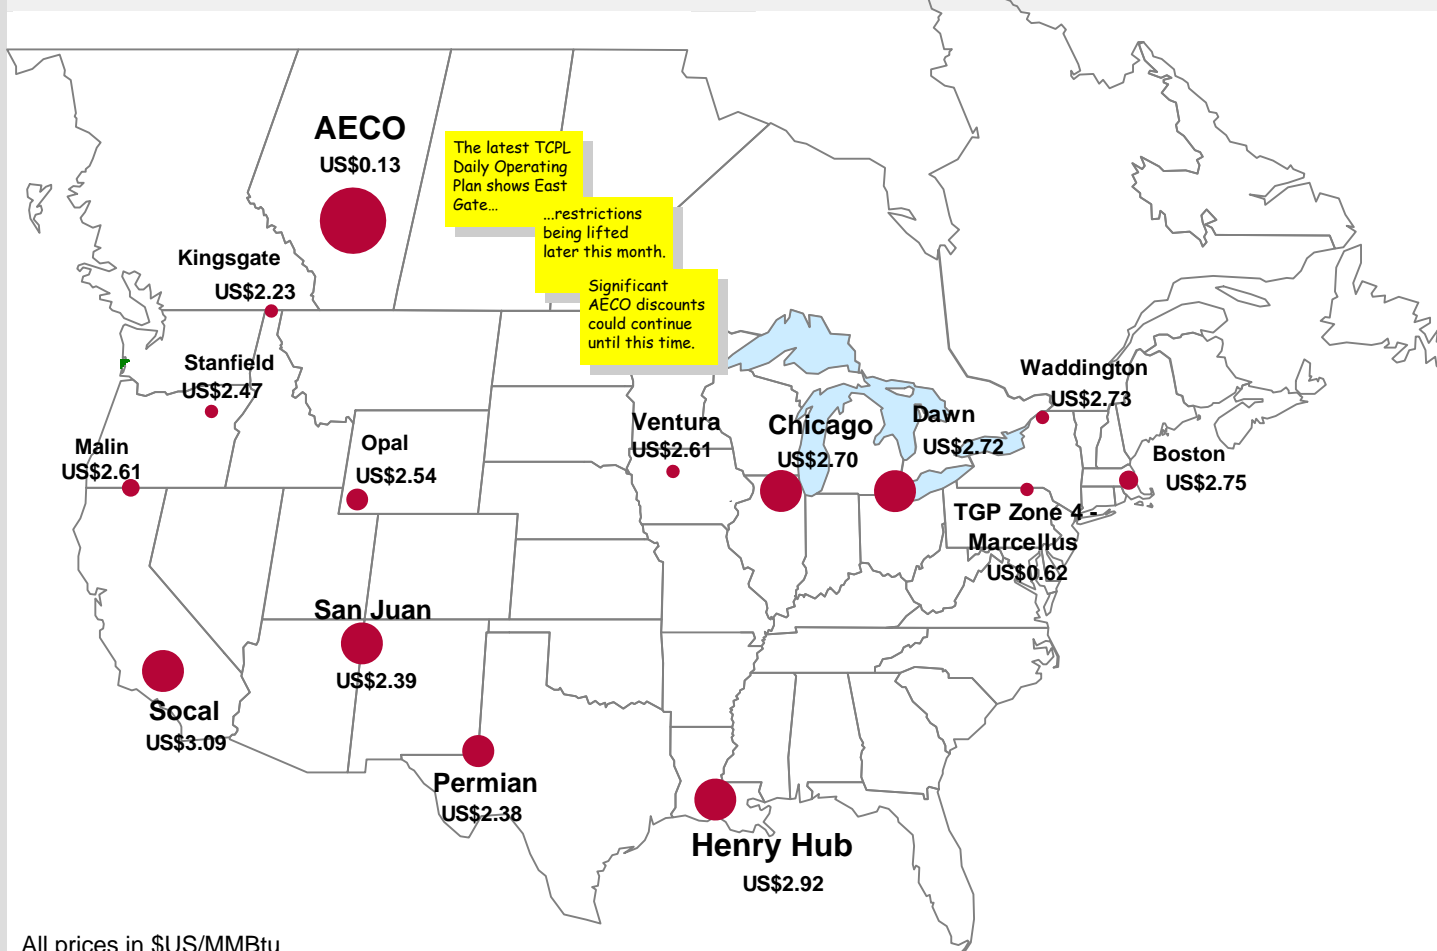 AECO
US$0.13
The latest TCPL
Daily Operating
Plan shows East
Gate...
...restrictions
being lifted
later this month.
Significant
AECO discounts
could continue
until this time.
Kingsgate
US$2.23
Stanfield
US$2.47
Malin
US$2.61
Opal
US$2.54
Ventura
US$2.61
Chicago
US$2.70
Dawn
US$2.72
Waddington
US$2.73
Boston
US$2.75
TGP Zone 4 -
Marcellus
US$0.62
San Juan
US$2.39
Socal
US$3.09
Permian
US$2.38
Henry Hub
US$2.92
All prices in $US/MMBtu